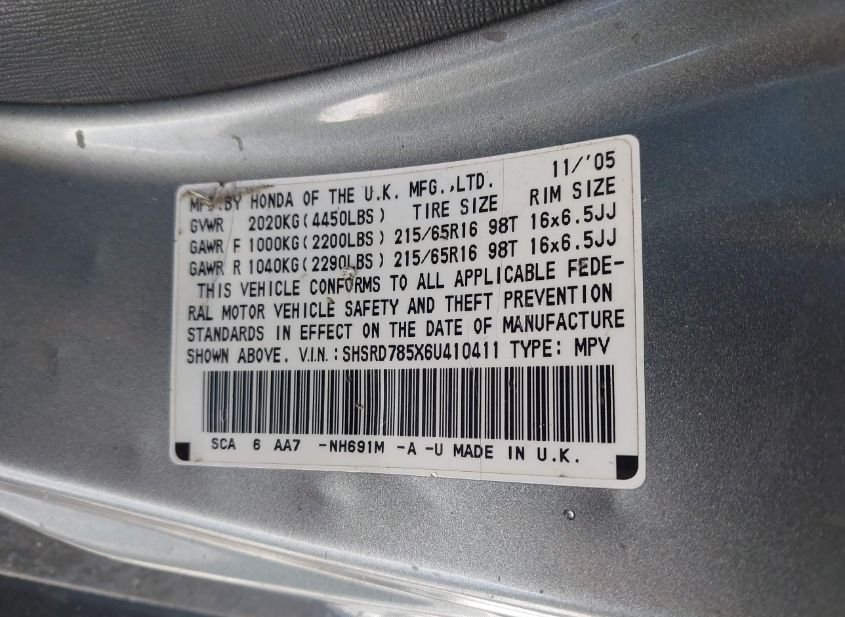 MFD.BY HONDA OF THE U.K. MFG.,LTD. 11/'05
GVWR 2020KG(4450LBS) TIRE SIZE RIM SIZE
GAWR F 1000KG(2200LBS) 215/65R16 98T 16x6.5JJ
GAWR R 1040KG(2290LBS) 215/65R16 98T 16x6.5JJ
THIS VEHICLE CONFORMS TO ALL APPLICABLE FEDE-
RAL MOTOR VEHICLE SAFETY AND THEFT PREVENTION
STANDARDS IN EFFECT ON THE DATE OF MANUFACTURE
SHOWN ABOVE. V.I.N.:SHSRD785X6U410411 TYPE: MPV
SCA 6 AA7 -NH691M -A -U MADE IN U.K.